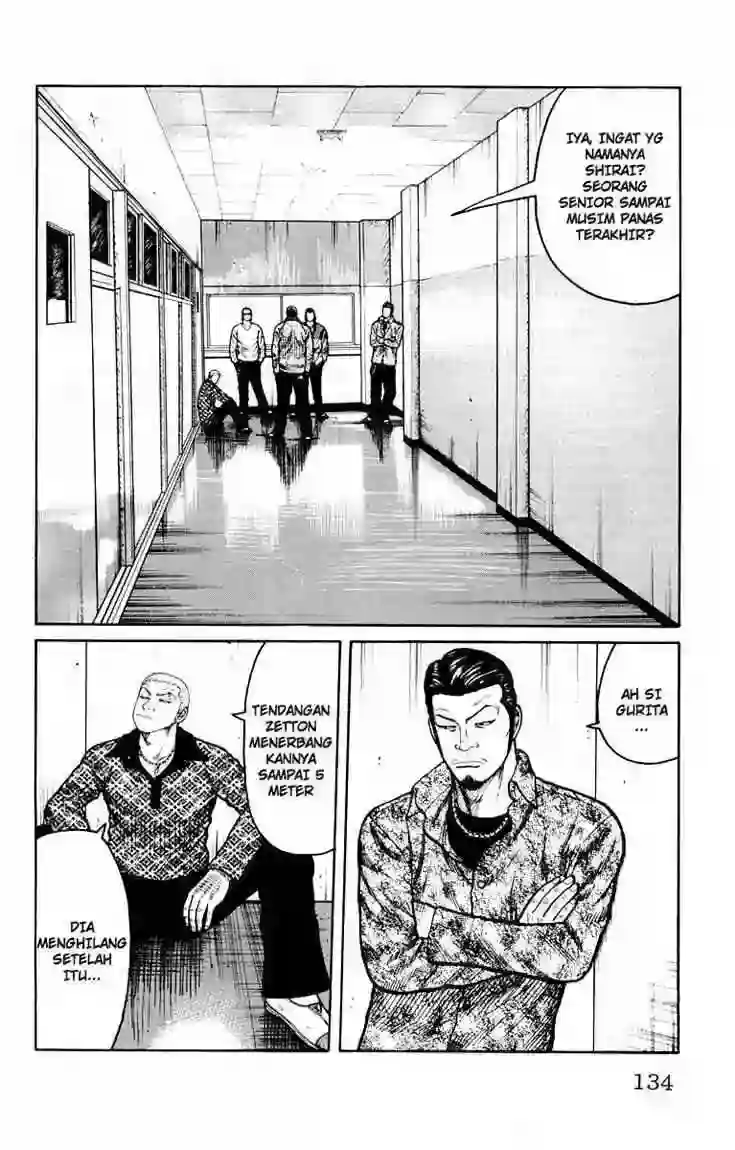 IYA, INGAT YG
NAMANYA
SHIRAI?
SEORANG
SENIOR SAMPAI
MUSIM PANAS
TERAKHIR?
AH SI
GURITA
...
TENDANGAN
ZETTON
MENERBANG
KANNYA
SAMPAI 5
METER
DIA
MENGHILANG
SETELAH
ITU...
134